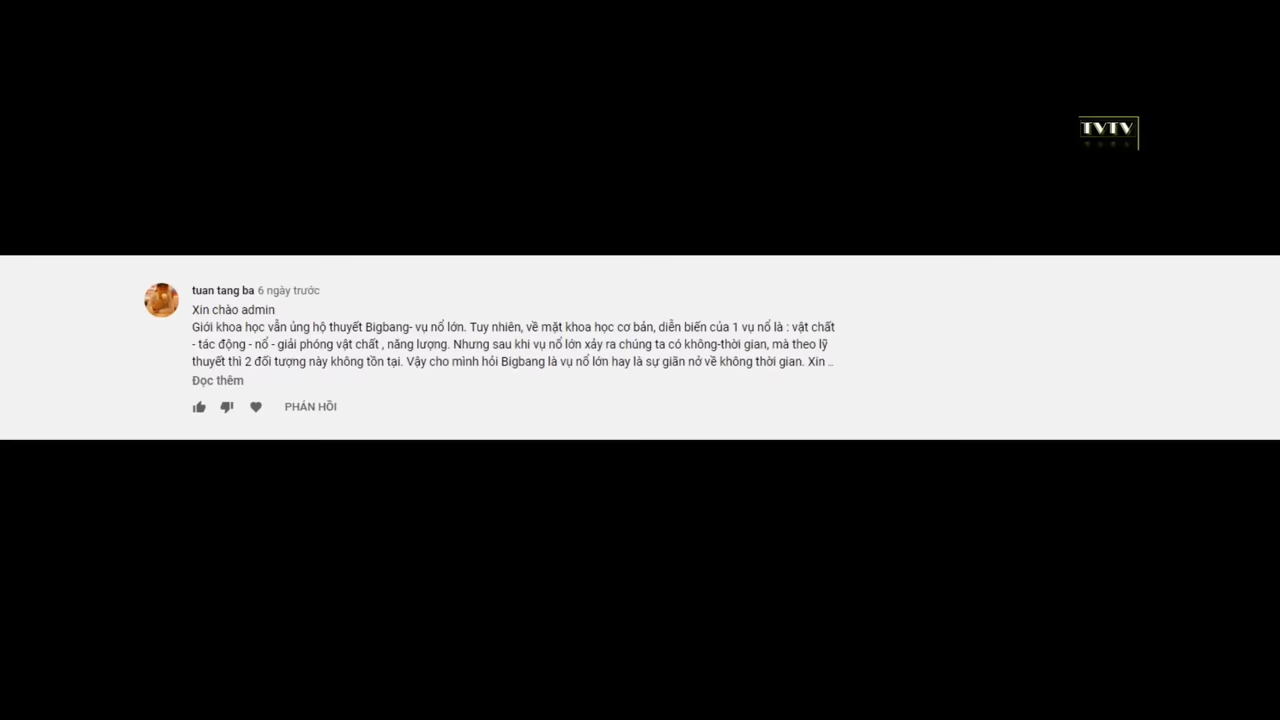 TVTV
tuan tang ba 6 ngày trước
Xin chào admin
Giới khoa học vẫn ủng hộ thuyết Bigbang- vụ nổ lớn. Tuy nhiên, về mặt khoa học cơ bản, diễn biến của 1 vụ nổ là : vật chất
- tác động - nổ - giải phóng vật chất , năng lượng. Nhưng sau khi vụ nổ lớn xảy ra chúng ta có không-thời gian, mà theo lý
thuyết thì 2 đối tượng này không tồn tại. Vậy cho mình hỏi Bigbang là vụ nổ lớn hay là sự giãn nở về không thời gian. Xin ...
Đọc thêm
PHẢN HỒI